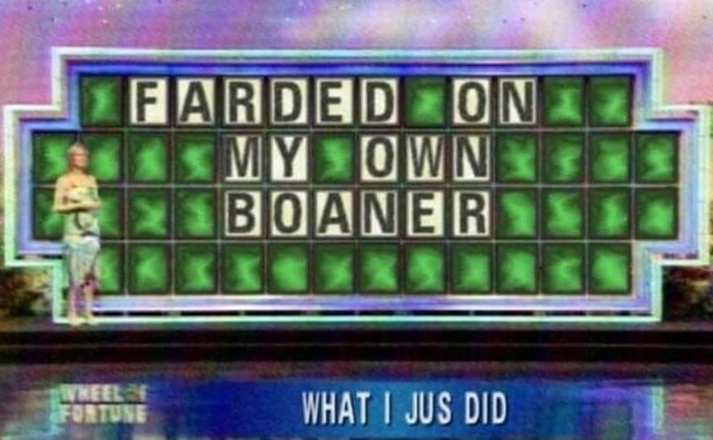 FARDED ON
MY OWN
BOANER
WHEEL OF
FORTUNE
WHAT I JUS DID